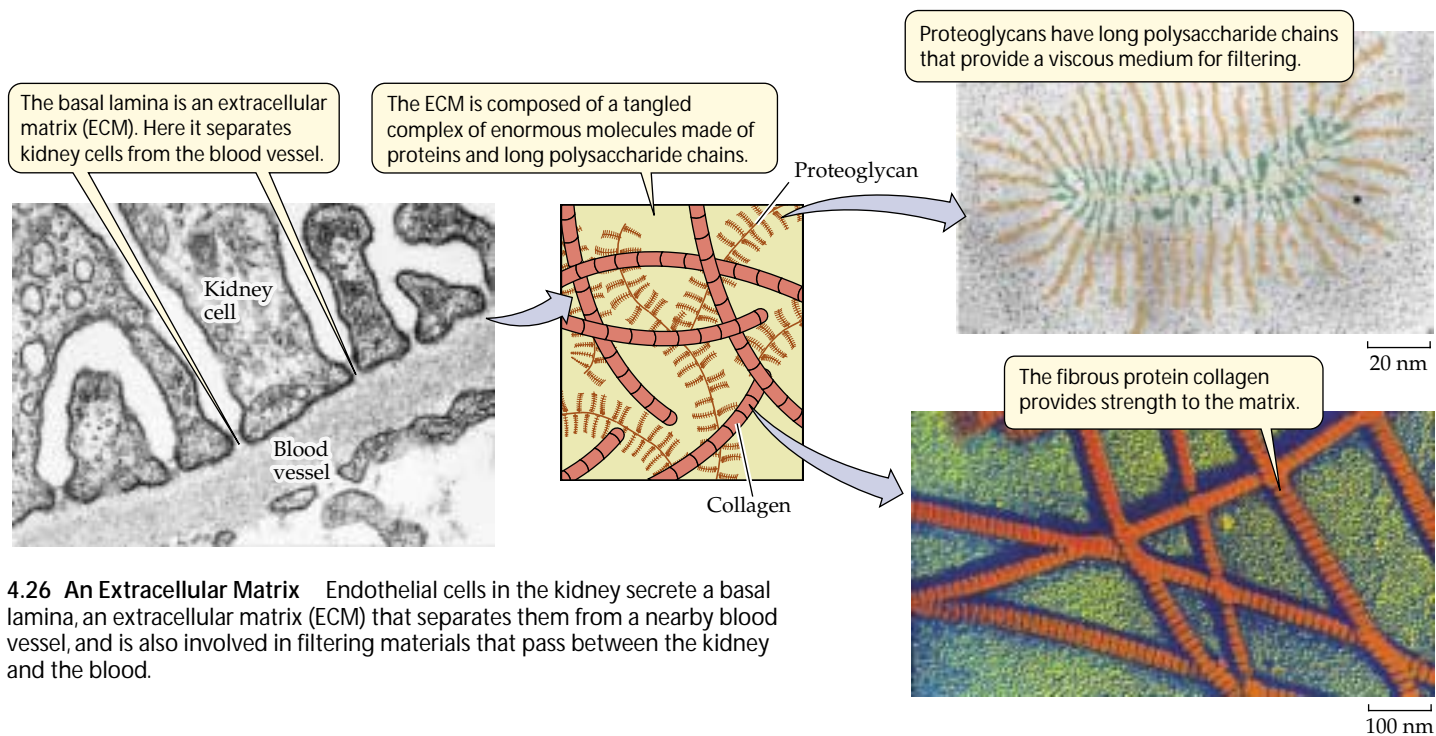 Proteoglycans have long polysaccharide chains
that provide a viscous medium for filtering.
The basal lamina is an extracellular
matrix (ECM). Here it separates
kidney cells from the blood vessel.
The ECM is composed of a tangled
complex of enormous molecules made of
proteins and long polysaccharide chains.
Proteoglycan
Kidney
cell
Blood
vessel
Collagen
20 nm
The fibrous protein collagen
provides strength to the matrix.
100 nm
4.26 An Extracellular Matrix Endothelial cells in the kidney secrete a basal
lamina, an extracellular matrix (ECM) that separates them from a nearby blood
vessel, and is also involved in filtering materials that pass between the kidney
and the blood.